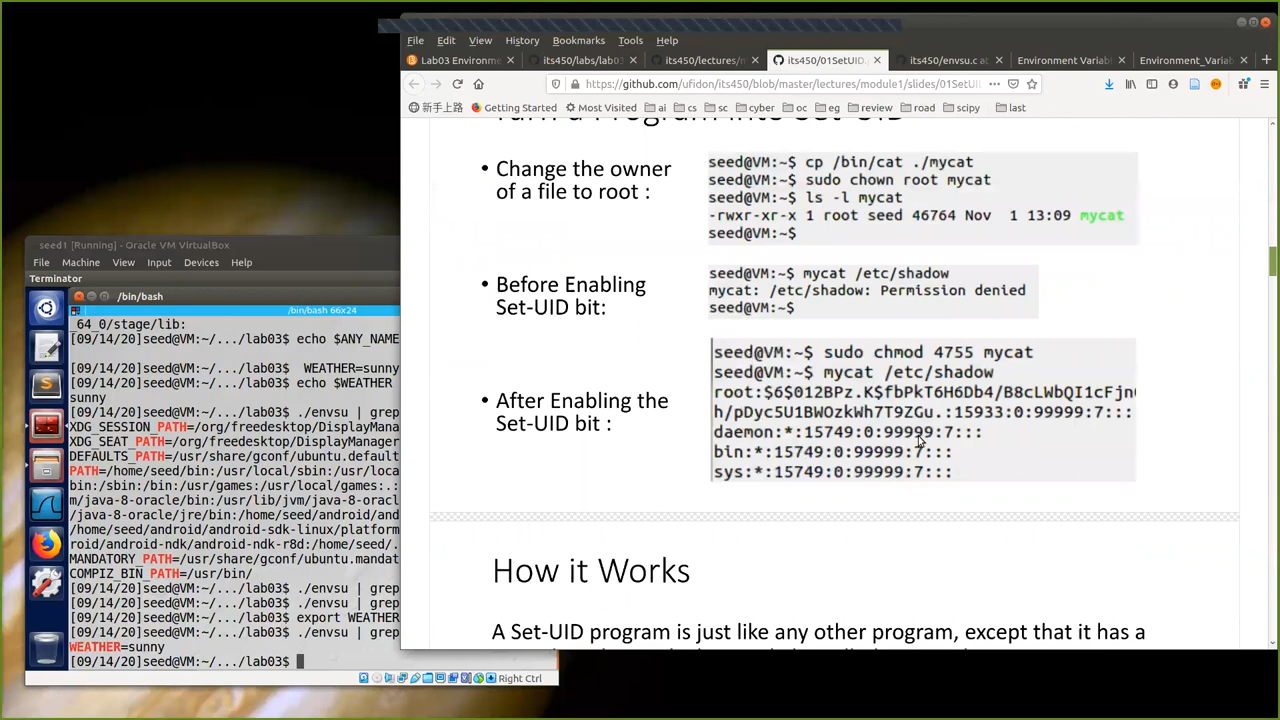 File Edit View History Bookmarks Tools Help
Lab03 Environme
its450/labs/lab03
its450/lectures/m
its450/01SetUID.
its450/envsu.c at
Environment Variabl
Environment_Variab
https://github.com/ufidon/its450/blob/master/lectures/module1/slides/01SetUI
新手上路 Getting Started Most Visited ai cs sc cyber oc eg review road scipy last
Turn a Program into Set-UID
• Change the owner
of a file to root :
seed@VM:~$ cp /bin/cat ./mycat
seed@VM:~$ sudo chown root mycat
seed@VM:~$ ls -l mycat
-rwxr-xr-x 1 root seed 46764 Nov 1 13:09 mycat
seed@VM:~$
• Before Enabling
Set-UID bit:
seed@VM:~$ mycat /etc/shadow
mycat: /etc/shadow: Permission denied
seed@VM:~$
• After Enabling the
Set-UID bit :
seed@VM:~$ sudo chmod 4755 mycat
seed@VM:~$ mycat /etc/shadow
root:$6$012BPz.K$fbPkT6H6Db4/B8cLWbQI1cFjn
h/pDyc5U1BWOzkWh7T9ZGu.:15933:0:99999:7:::
daemon:*:15749:0:99999:7:::
bin:*:15749:0:99999:7:::
sys:*:15749:0:99999:7:::
How it Works
A Set-UID program is just like any other program, except that it has a
seed1 [Running] - Oracle VM VirtualBox
File Machine View Input Devices Help
Terminator
/bin/bash
/bin/bash 66x24
_64_0/stage/lib:
[09/14/20]seed@VM:~/.../lab03$ echo $ANY_NAME
[09/14/20]seed@VM:~/.../lab03$  WEATHER=sunny
[09/14/20]seed@VM:~/.../lab03$ echo $WEATHER
sunny
[09/14/20]seed@VM:~/.../lab03$ ./envsu | grep
XDG_SESSION_PATH=/org/freedesktop/DisplayManager
XDG_SEAT_PATH=/org/freedesktop/DisplayManager
DEFAULTS_PATH=/usr/share/gconf/ubuntu.default
PATH=/home/seed/bin:/usr/local/sbin:/usr/local
bin:/sbin:/bin:/usr/games:/usr/local/games:.:
m/java-8-oracle/bin:/usr/lib/jvm/java-8-oracl
/java-8-oracle/jre/bin:/home/seed/android/and
/home/seed/android/android-sdk-linux/platform
roid/android-ndk/android-ndk-r8d:/home/seed/.
MANDATORY_PATH=/usr/share/gconf/ubuntu.mandat
COMPIZ_BIN_PATH=/usr/bin/
[09/14/20]seed@VM:~/.../lab03$ ./envsu | grep
[09/14/20]seed@VM:~/.../lab03$ ./envsu | grep
[09/14/20]seed@VM:~/.../lab03$ export WEATHER
[09/14/20]seed@VM:~/.../lab03$ ./envsu | grep
WEATHER=sunny
[09/14/20]seed@VM:~/.../lab03$
Right Ctrl